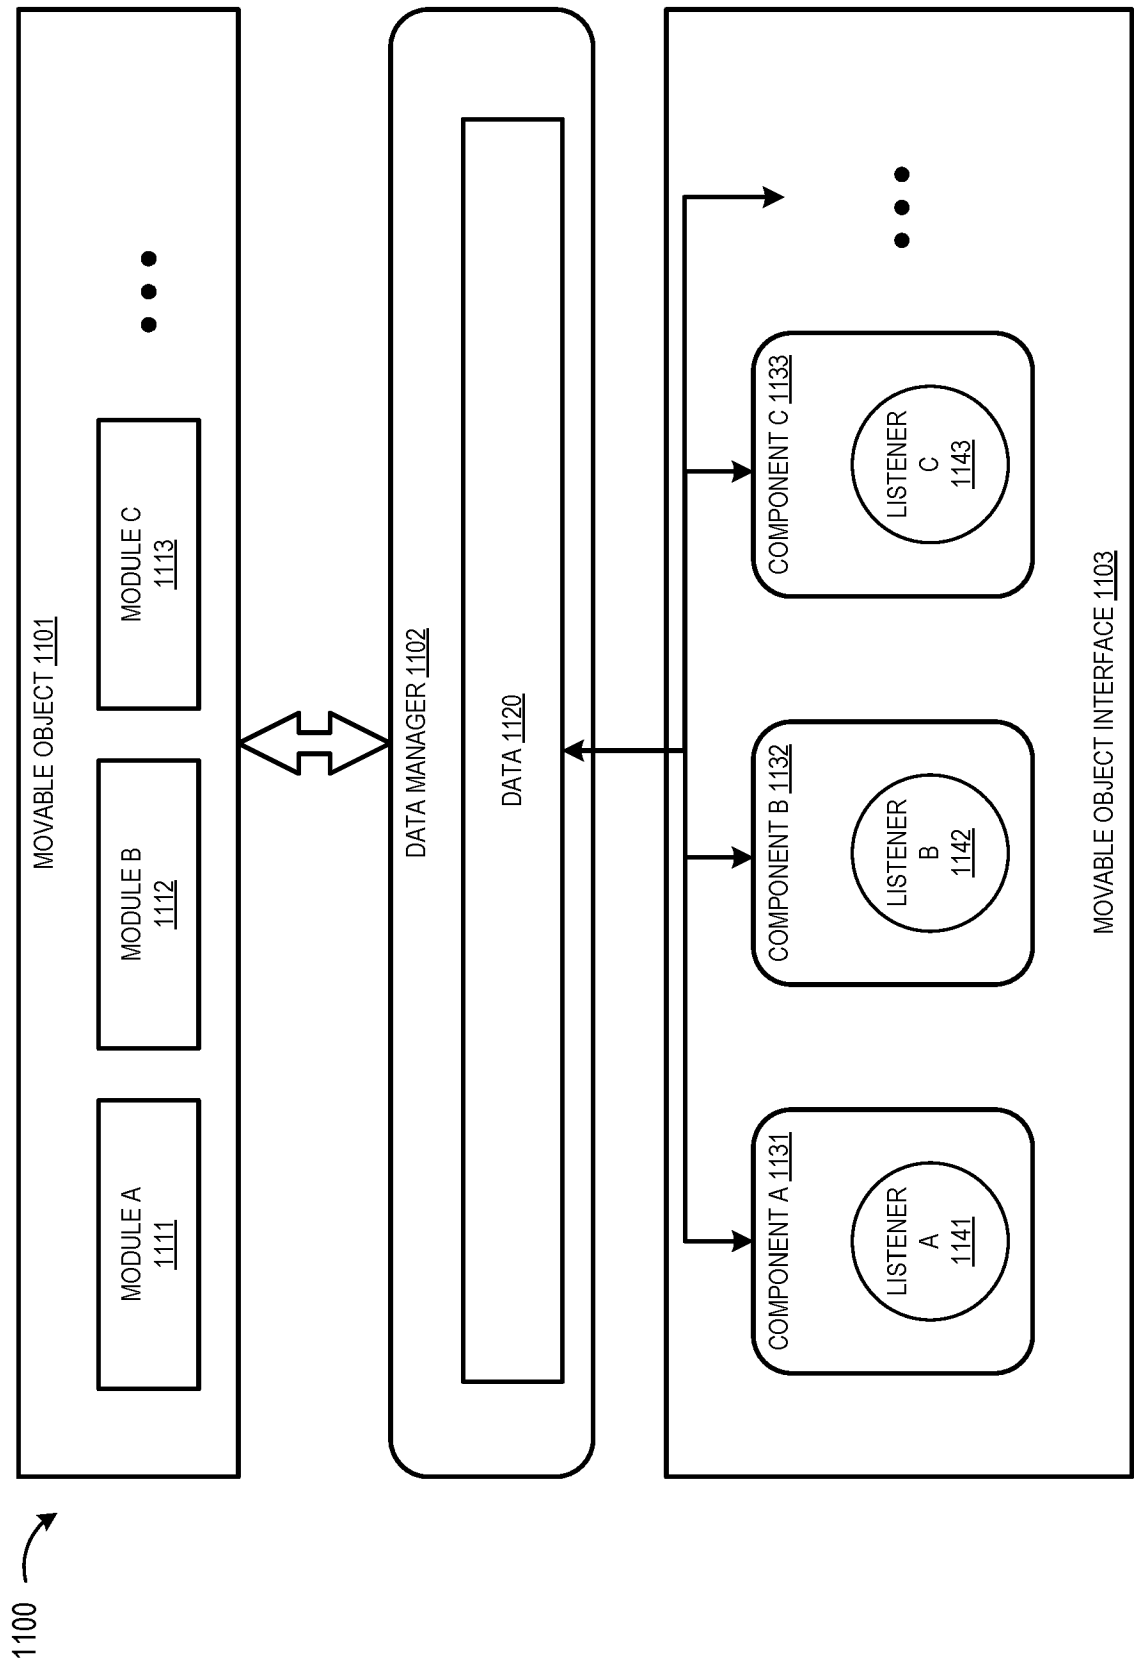 1100
MOVABLE OBJECT 1101
MODULE A
1111
MODULE B
1112
MODULE C
1113
DATA MANAGER 1102
DATA 1120
COMPONENT A 1131
LISTENER
A
1141
COMPONENT B 1132
LISTENER
B
1142
COMPONENT C 1133
LISTENER
C
1143
MOVABLE OBJECT INTERFACE 1103